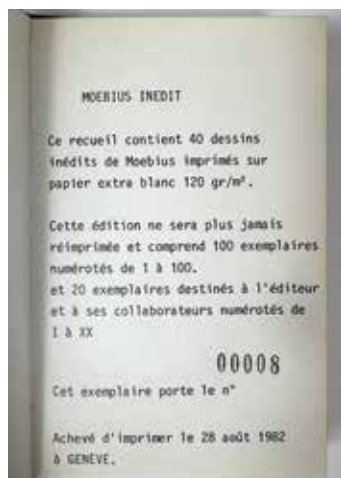 MOEBIUS INEDIT
Ce recueil contient 40 dessins
inédits de Moebius imprimés sur
papier extra blanc 120 gr/m².
Cette édition ne sera plus jamais
réimprimée et comprend 100 exemplaires
numérotés de 1 à 100.
et 20 exemplaires destinés à l'éditeur
et à ses collaborateurs numérotés de
I à XX
00008
Cet exemplaire porte le n°
Achevé d'imprimer le 28 août 1982
à GENEVE.